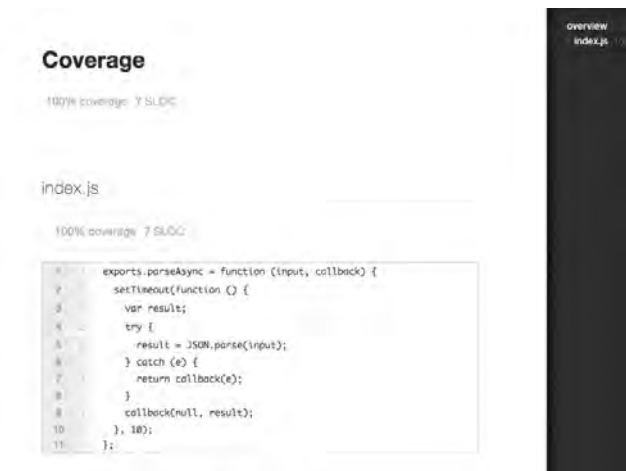 Coverage
100% coverage 7 SLOC
index.js
100% coverage 7 SLOC
1 exports.parseAsync = function (input, callback) {
2 setTimeout(function () {
3 var result;
4 try {
5 result = JSON.parse(input);
6 } catch (e) {
7 return callback(e);
8 }
9 callback(null, result);
10 }, 10);
11 };
overview
index.js